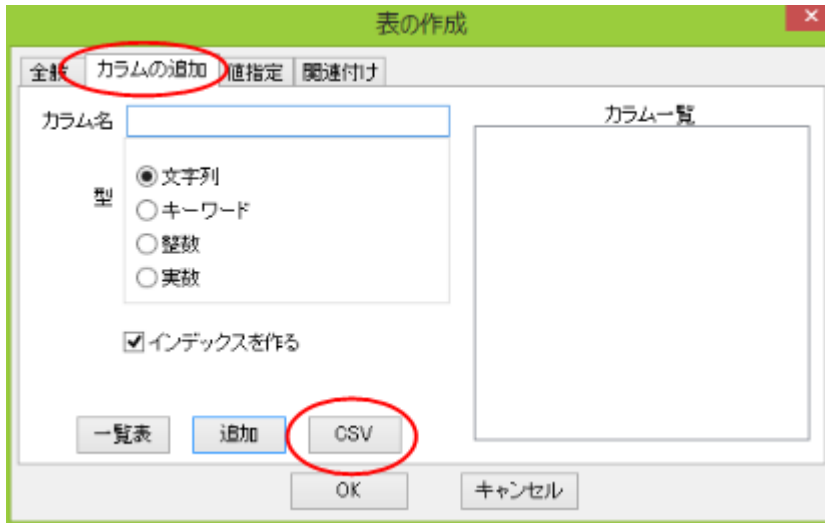 表の作成
全般 カラムの追加 値指定 関連付け
カラム名
カラム一覧
型
文字列
キーワード
整数
実数
インデックスを作る
一覧表 追加 CSV
OK キャンセル